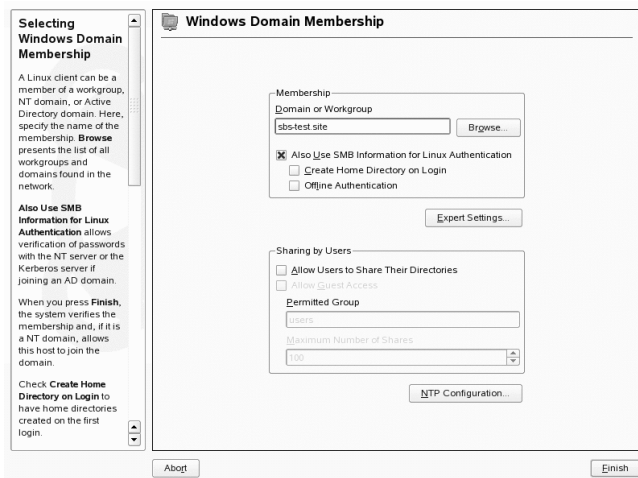 Selecting
Windows Domain
Membership
A Linux client can be a
member of a workgroup,
NT domain, or Active
Directory domain. Here,
specify the name of the
membership. Browse
presents the list of all
workgroups and
domains found in the
network.
Also Use SMB
Information for Linux
Authentication allows
verification of passwords
with the NT server or the
Kerberos server if
joining an AD domain.
When you press Finish,
the system verifies the
membership and, if it is
a NT domain, allows
this host to join the
domain.
Check Create Home
Directory on Login to
have home directories
created on the first
login.
Windows Domain Membership
Membership
Domain or Workgroup
sbs-test.site
Browse...
Also Use SMB Information for Linux Authentication
Create Home Directory on Login
Offline Authentication
Expert Settings...
Sharing by Users
Allow Users to Share Their Directories
Allow Guest Access
Permitted Group
users
Maximum Number of Shares
100
NTP Configuration...
Abort
Finish